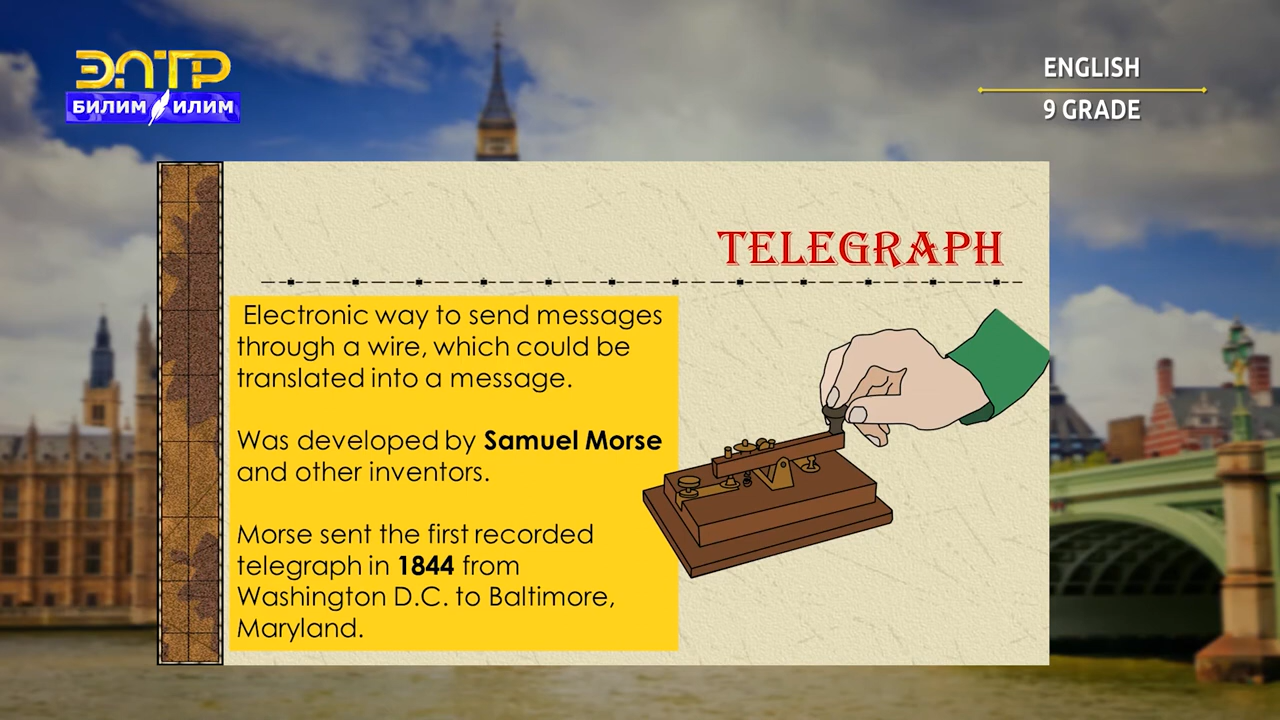 ЭЛТР
БИЛИМ ИЛИМ
ENGLISH
9 GRADE
TELEGRAPH
Electronic way to send messages
through a wire, which could be
translated into a message.
Was developed by Samuel Morse
and other inventors.
Morse sent the first recorded
telegraph in 1844 from
Washington D.C. to Baltimore,
Maryland.